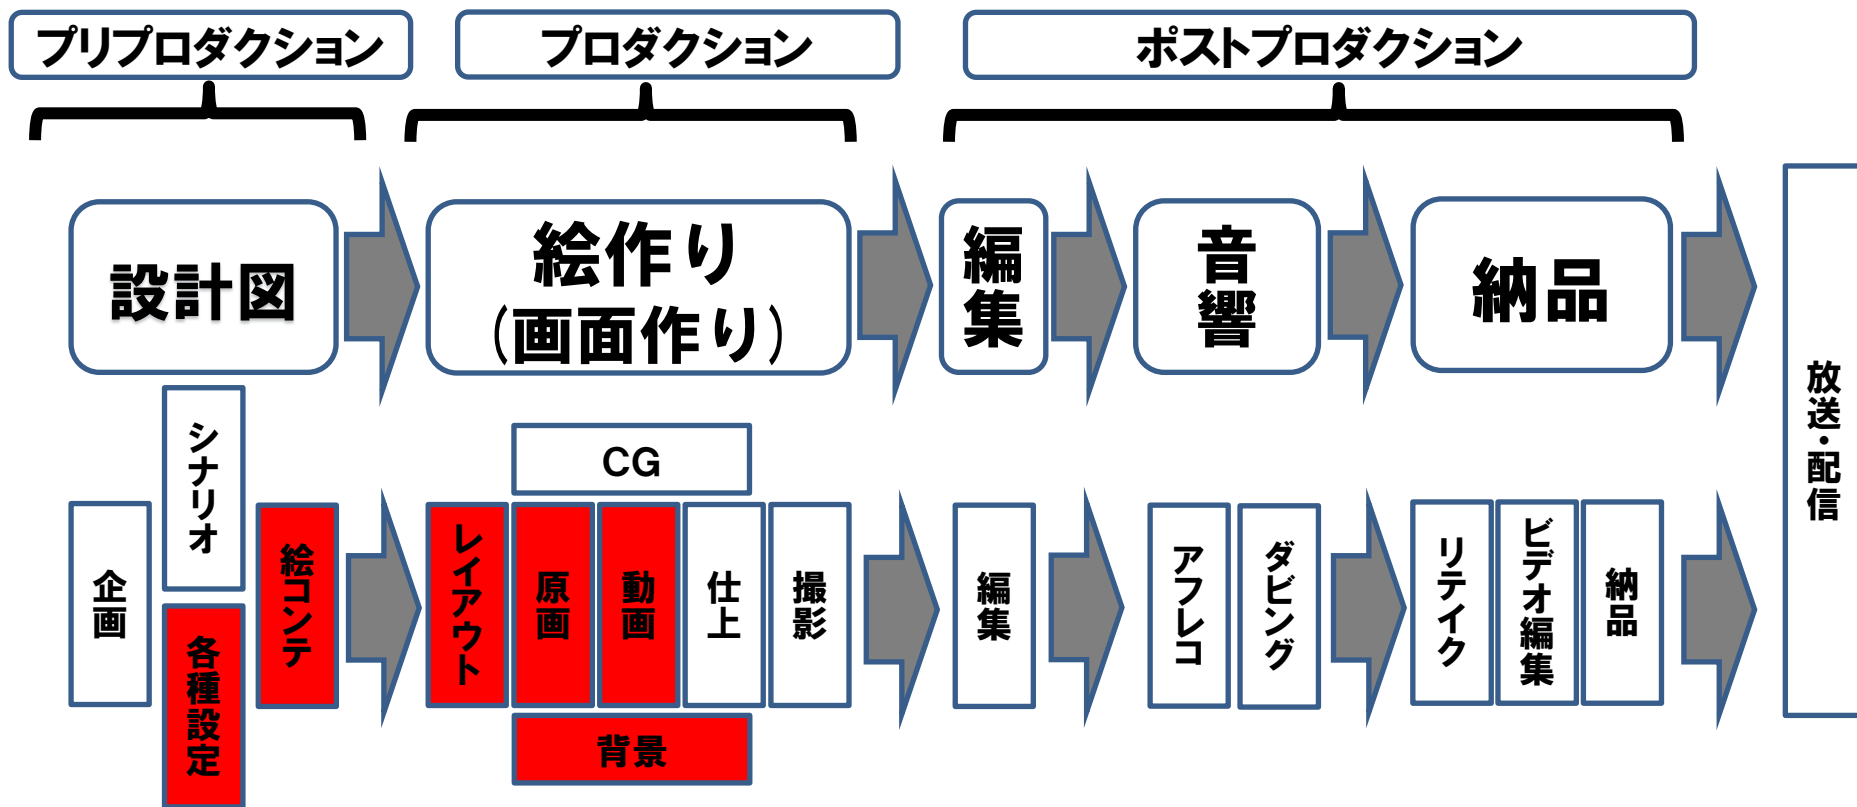 プリプロダクション
プロダクション
ポストプロダクション
設計図
絵作り
(画面作り)
編集
音響
納品
放送・配信
企画
シナリオ
各種設定
絵コンテ
CG
レイアウト
原画
動画
仕上
撮影
背景
編集
アフレコ
ダビング
リテイク
ビデオ編集
納品